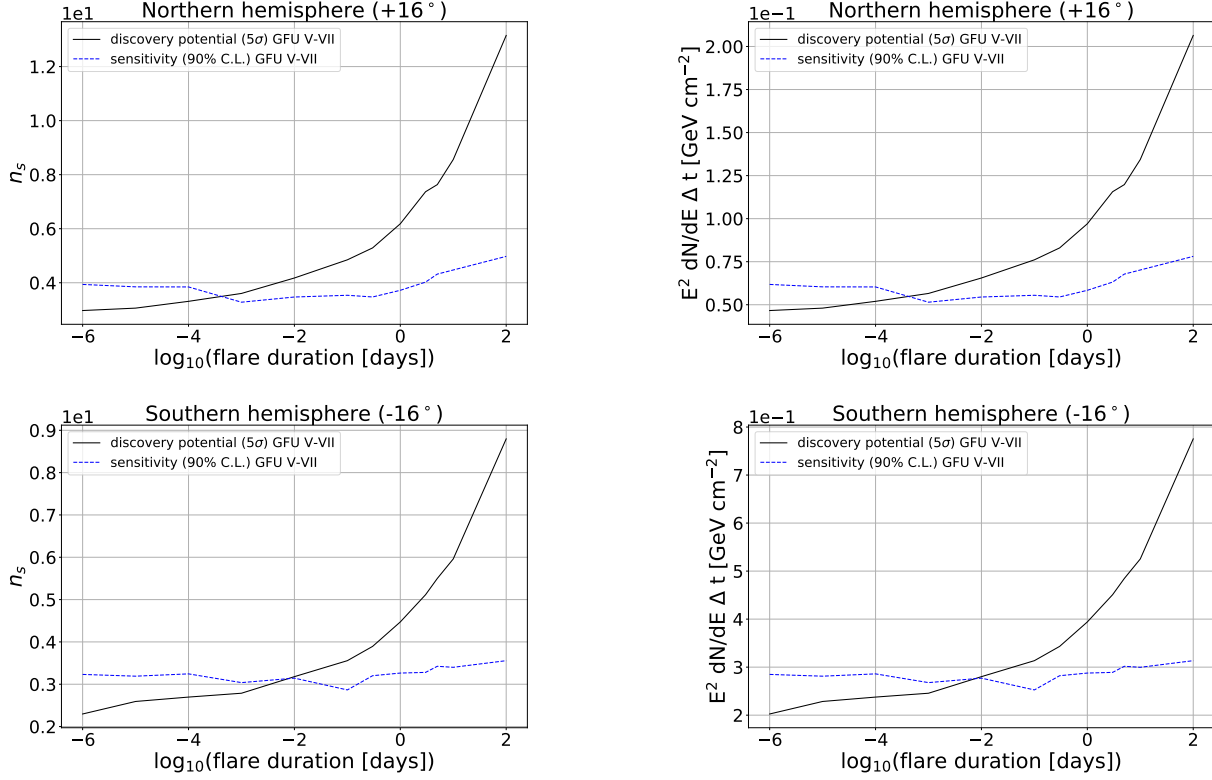 Northern hemisphere (+16°)
1e1
discovery potential (5σ) GFU V-VII
sensitivity (90% C.L.) GFU V-VII
1.2
1.0
0.8
0.6
0.4
n_s
−6 −4 −2 0 2
log₁₀(flare duration [days])
Northern hemisphere (+16°)
1e−1
discovery potential (5σ) GFU V-VII
sensitivity (90% C.L.) GFU V-VII
2.00
1.75
1.50
1.25
1.00
0.75
0.50
E² dN/dE Δ t [GeV cm⁻²]
−6 −4 −2 0 2
log₁₀(flare duration [days])
Southern hemisphere (-16°)
1e1
discovery potential (5σ) GFU V-VII
sensitivity (90% C.L.) GFU V-VII
0.9
0.8
0.7
0.6
0.5
0.4
0.3
0.2
n_s
−6 −4 −2 0 2
log₁₀(flare duration [days])
Southern hemisphere (-16°)
1e−1
discovery potential (5σ) GFU V-VII
sensitivity (90% C.L.) GFU V-VII
8
7
6
5
4
3
2
E² dN/dE Δ t [GeV cm⁻²]
−6 −4 −2 0 2
log₁₀(flare duration [days])